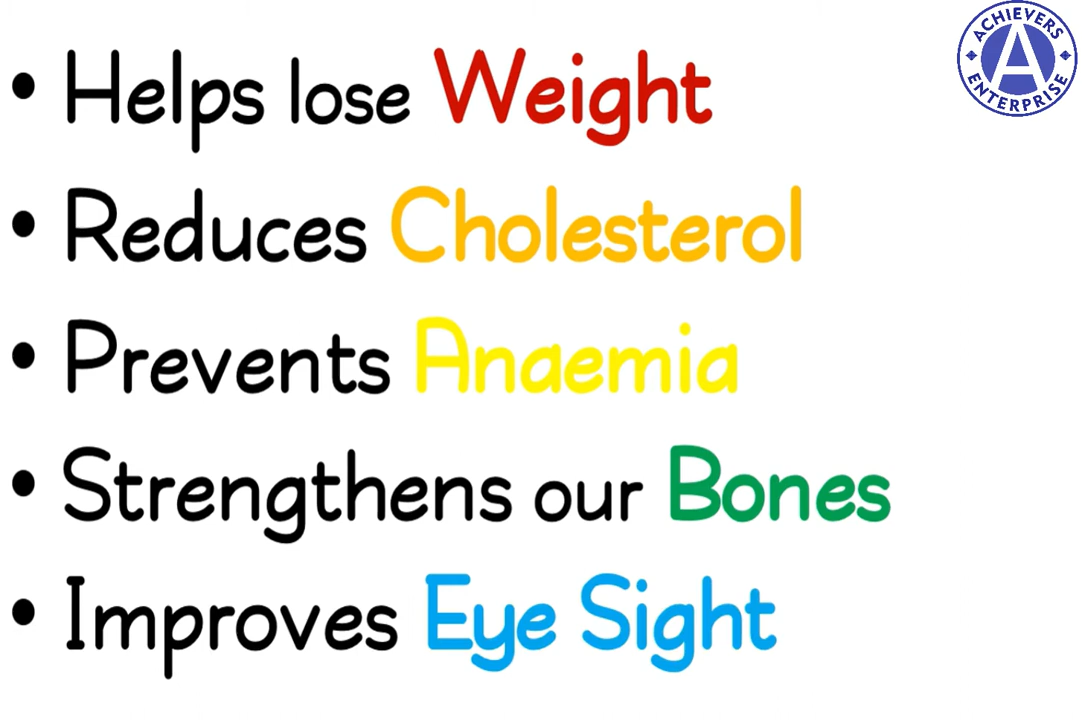 • Helps lose Weight
• Reduces Cholesterol
• Prevents Anaemia
• Strengthens our Bones
• Improves Eye Sight
ACHIEVERS
A
ENTERPRISE